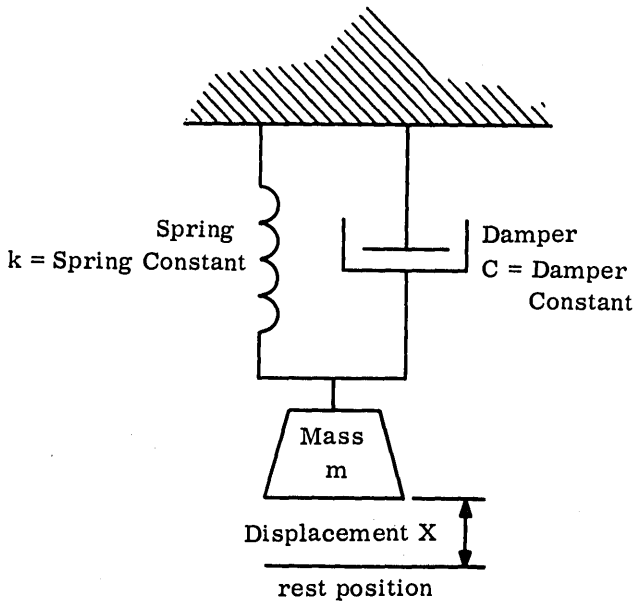 Spring
k = Spring Constant
Damper
C = Damper
Constant
Mass
m
Displacement X
rest position